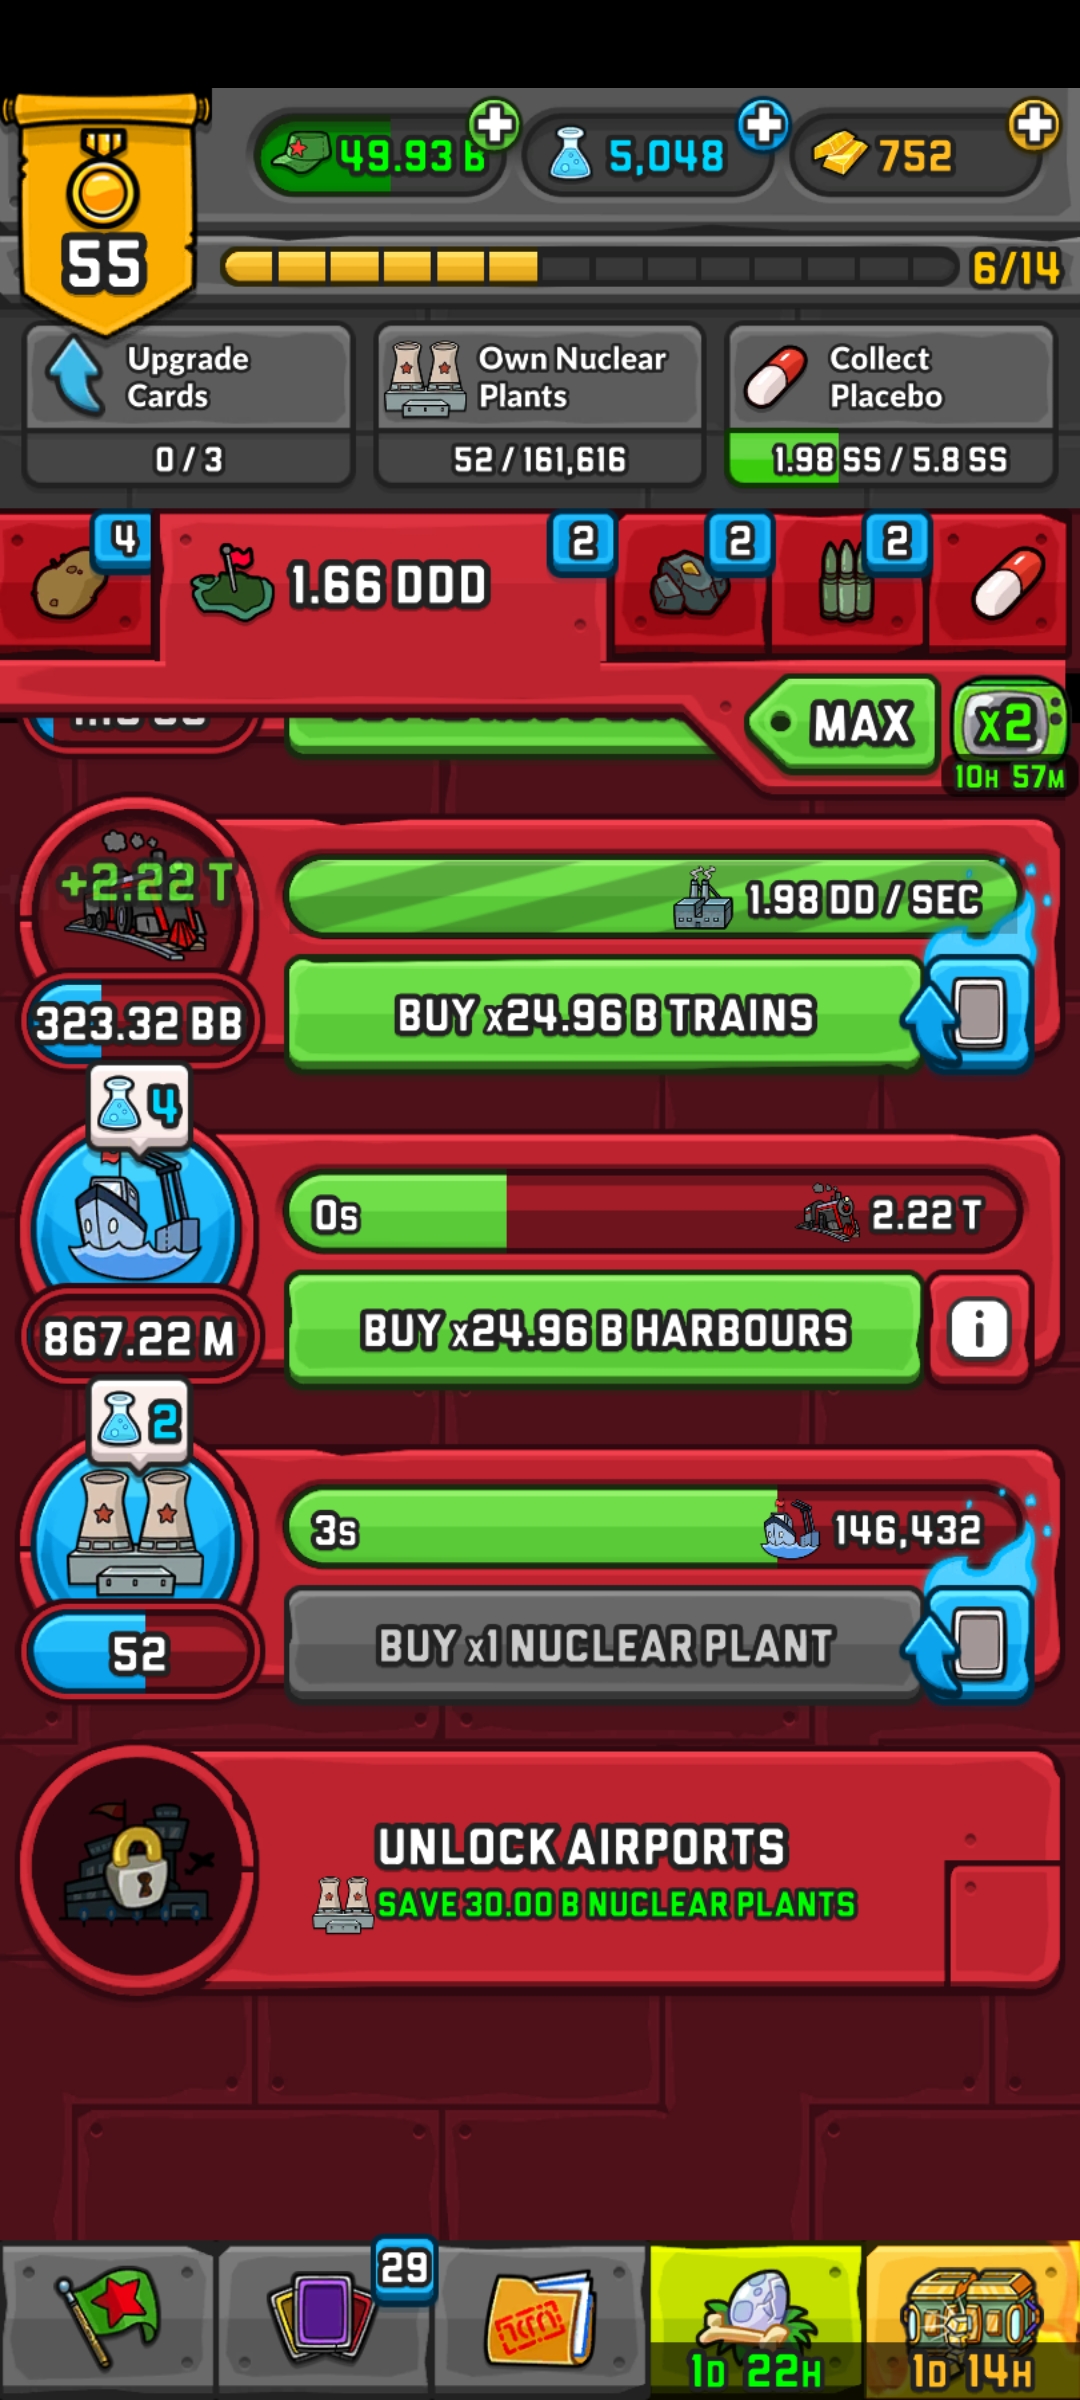 55
49.93 B
5,048
752
6/14
Upgrade
Cards
0 / 3
Own Nuclear
Plants
52 / 161,616
Collect
Placebo
1.98 SS / 5.8 SS
4
1.66 DDD
2
2
2
MAX
x2
10H 57M
+2.22 T
1.98 DD / SEC
323.32 BB
BUY x24.96 B TRAINS
4
0s
2.22 T
867.22 M
BUY x24.96 B HARBOURS
i
2
3s
146,432
52
BUY x1 NUCLEAR PLANT
UNLOCK AIRPORTS
SAVE 30.00 B NUCLEAR PLANTS
29
1D 22H
1D 14H